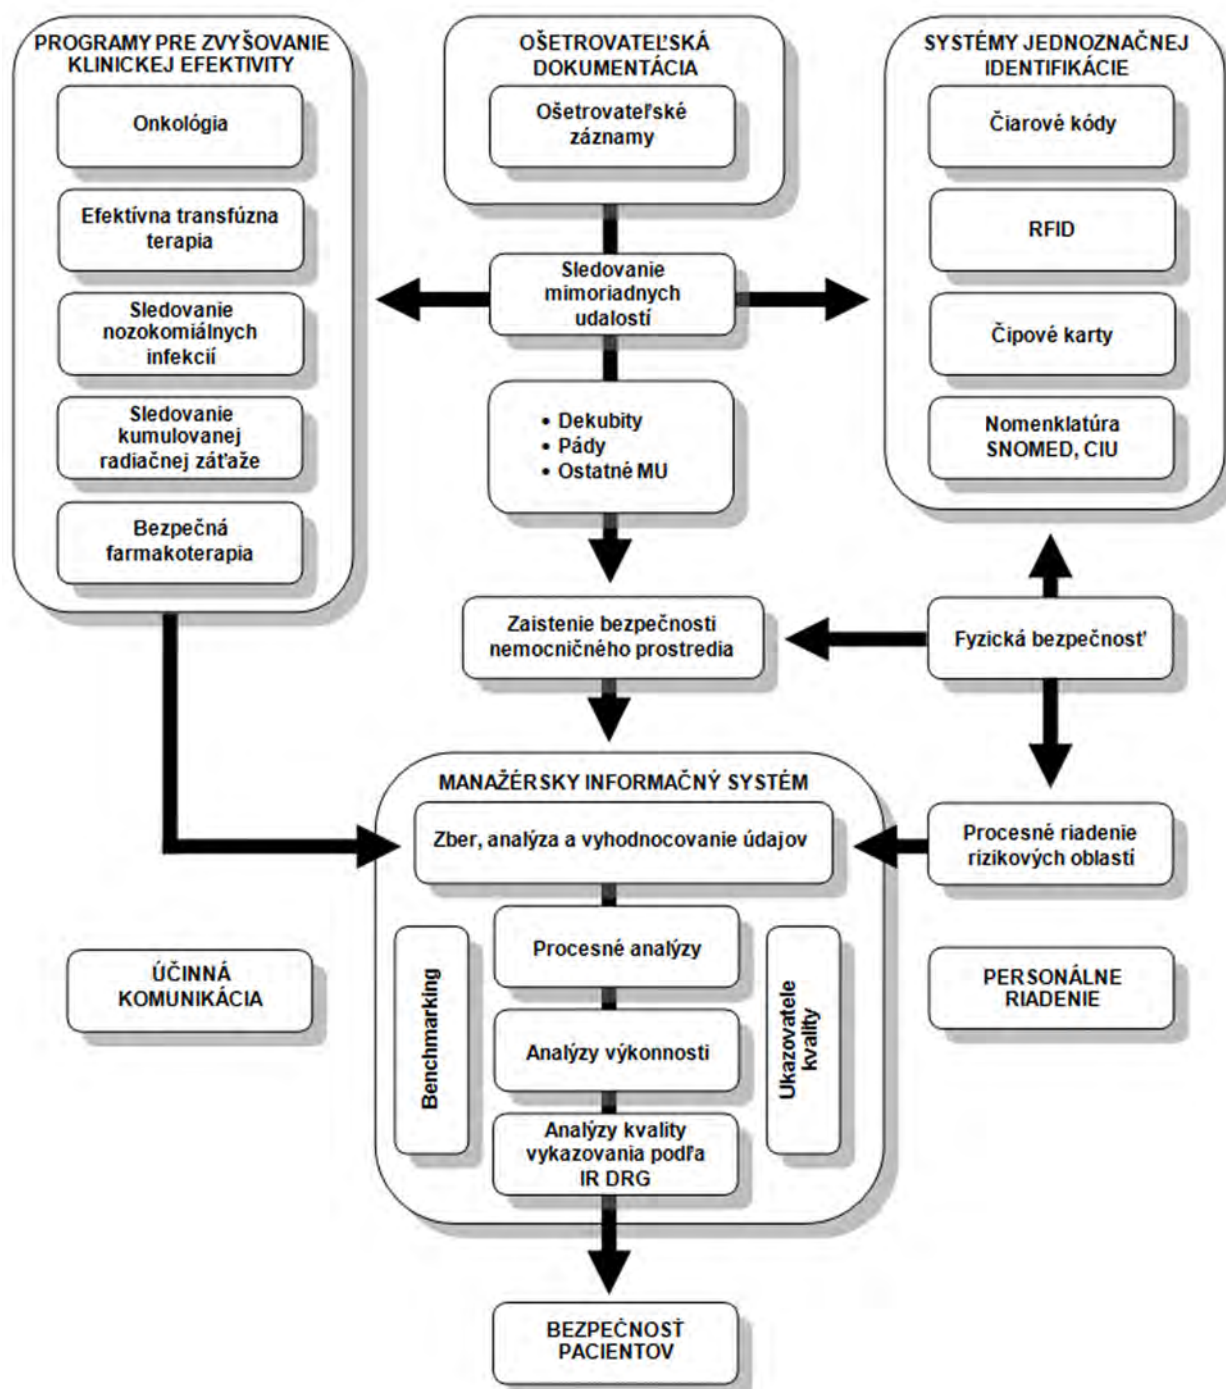 PROGRAMY PRE ZVYŠOVANIE
KLINICKEJ EFEKTIVITY
Onkológia
Efektívna transfúzna
terapia
Sledovanie
nozokomiálnych
infekcií
Sledovanie
kumulovanej
radiačnej záťaže
Bezpečná
farmakoterapia
OŠETROVATEĽSKÁ
DOKUMENTÁCIA
Ošetrovateľské
záznamy
Sledovanie
mimoriadnych
udalostí
• Dekubity
• Pády
• Ostatné MU
SYSTÉMY JEDNOZNAČNEJ
IDENTIFIKÁCIE
Čiarové kódy
RFID
Čipové karty
Nomenklatúra
SNOMED, CIU
Zaistenie bezpečnosti
nemocničného prostredia
Fyzická bezpečnosť
MANAŽÉRSKY INFORMAČNÝ SYSTÉM
Zber, analýza a vyhodnocovanie údajov
Procesné riadenie
rizikových oblastí
Benchmarking
Procesné analýzy
Analýzy výkonnosti
Analýzy kvality
vykazovania podľa
IR DRG
Ukazovatele
kvality
ÚČINNÁ
KOMUNIKÁCIA
PERSONÁLNE
RIADENIE
BEZPEČNOSŤ
PACIENTOV